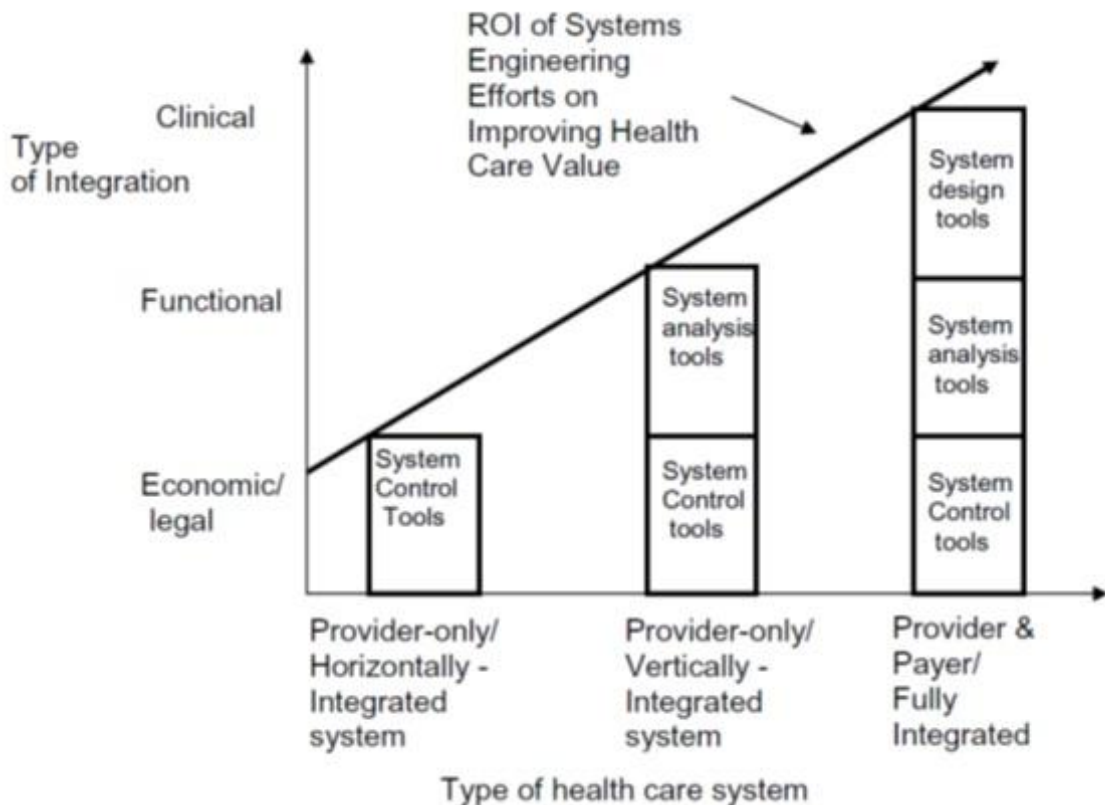 ROI of Systems
Engineering
Efforts on
Improving Health
Care Value
Type
of Integration
Clinical
Functional
Economic/
legal
System
Control
Tools
System
analysis
tools
System
Control
tools
System
design
tools
System
analysis
tools
System
Control
tools
Provider-only/
Horizontally -
Integrated
system
Provider-only/
Vertically -
Integrated
system
Provider &
Payer/
Fully
Integrated
Type of health care system